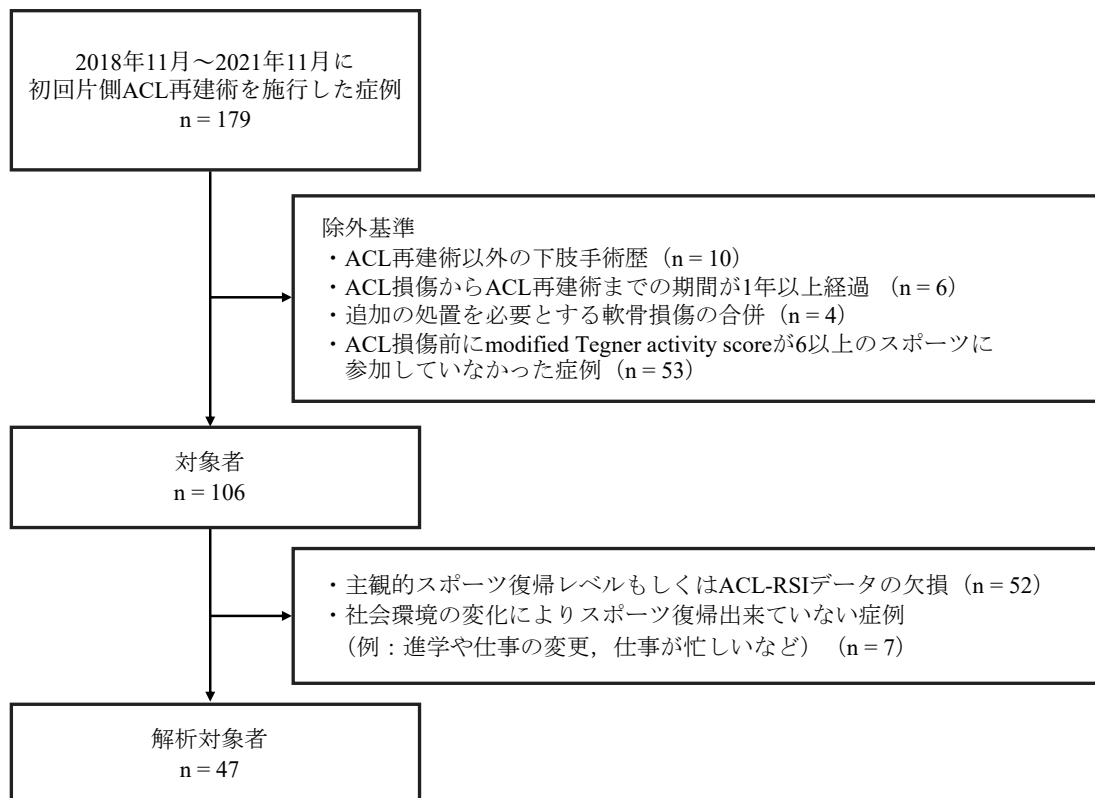 2018年11月～2021年11月に
初回片側ACL再建術を施行した症例
n = 179
除外基準
・ACL再建術以外の下肢手術歴（n = 10）
・ACL損傷からACL再建術までの期間が1年以上経過 （n = 6）
・追加の処置を必要とする軟骨損傷の合併（n = 4）
・ACL損傷前にmodified Tegner activity scoreが6以上のスポーツに
参加していなかった症例（n = 53）
対象者
n = 106
・主観的スポーツ復帰レベルもしくはACL-RSIデータの欠損（n = 52）
・社会環境の変化によりスポーツ復帰出来ていない症例
（例：進学や仕事の変更，仕事が忙しいなど）（n = 7）
解析対象者
n = 47